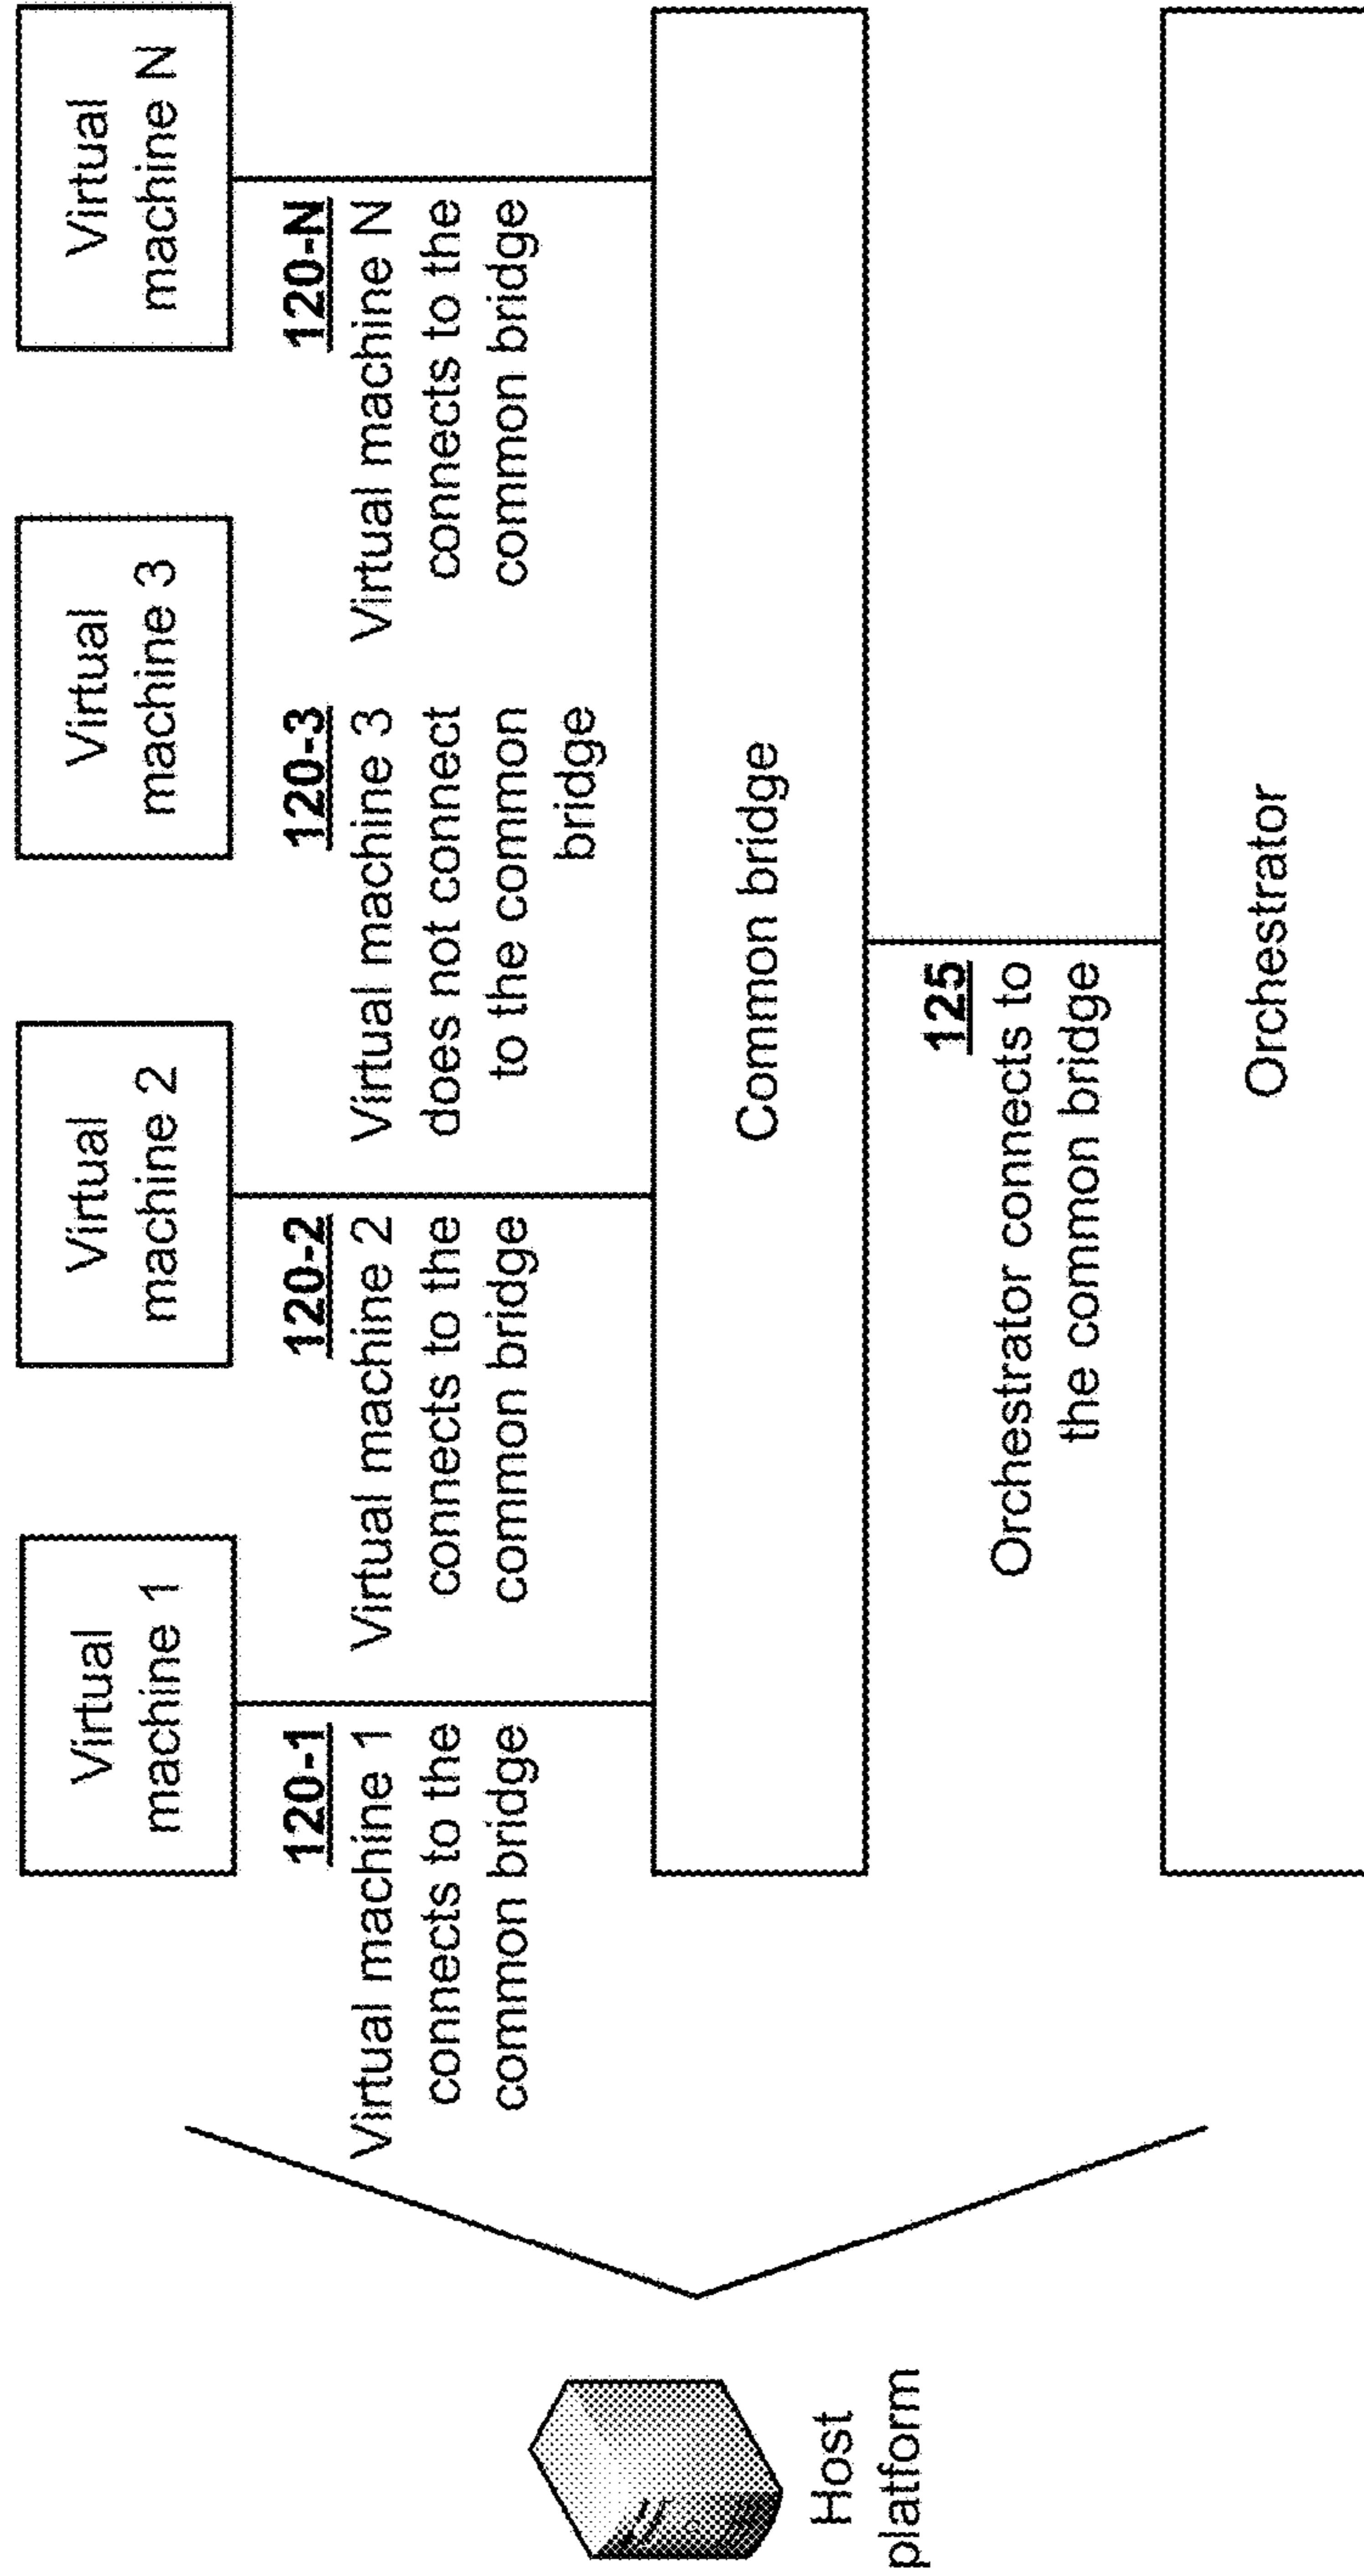 Virtual
machine 1
Virtual
machine 2
Virtual
machine 3
Virtual
machine N
120-1
Virtual machine 1
connects to the
common bridge
120-2
Virtual machine 2
connects to the
common bridge
120-3
Virtual machine 3
does not connect
to the common
bridge
120-N
Virtual machine N
connects to the
common bridge
Host
platform
Common bridge
125
Orchestrator connects to
the common bridge
Orchestrator